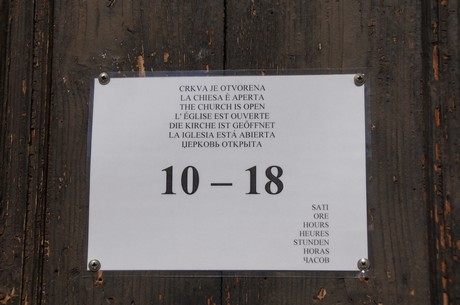 CRKVA JE OTVORENA
LA CHIESA È APERTA
THE CHURCH IS OPEN
L' ÉGLISE EST OUVERTE
DIE KIRCHE IST GEÖFFNET
LA IGLESIA ESTÁ ABIERTA
ЏЕРКОВЬ ОТКРЫТА
10 – 18
SATI
ORE
HOURS
HEURES
STUNDEN
HORAS
ЧАСОВ